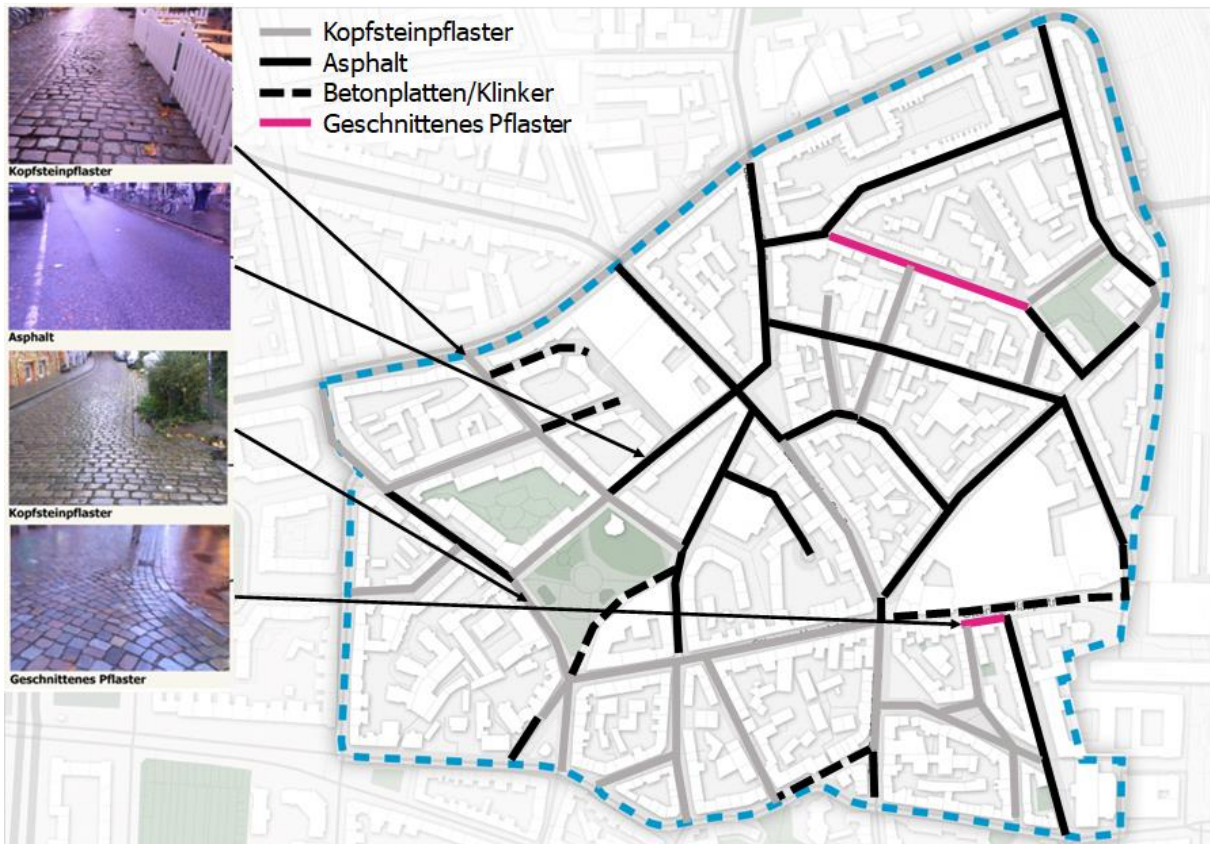 Kopfsteinpflaster
Asphalt
Betonplatten/Klinker
Geschnittenes Pflaster
Kopfsteinpflaster
Asphalt
Kopfsteinpflaster
Geschnittenes Pflaster